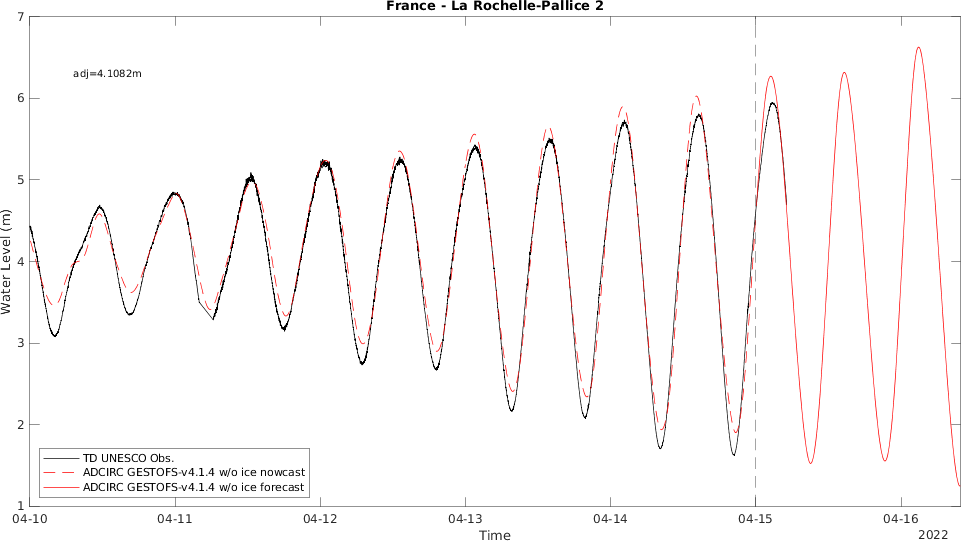 France - La Rochelle-Pallice 2
7
adj=4.1082m
6
5
4
Water Level (m)
3
2
TD UNESCO Obs.
ADCIRC GESTOFS-v4.1.4 w/o ice nowcast
ADCIRC GESTOFS-v4.1.4 w/o ice forecast
1
04-10 04-11 04-12 04-13 04-14 04-15 04-16
Time
2022